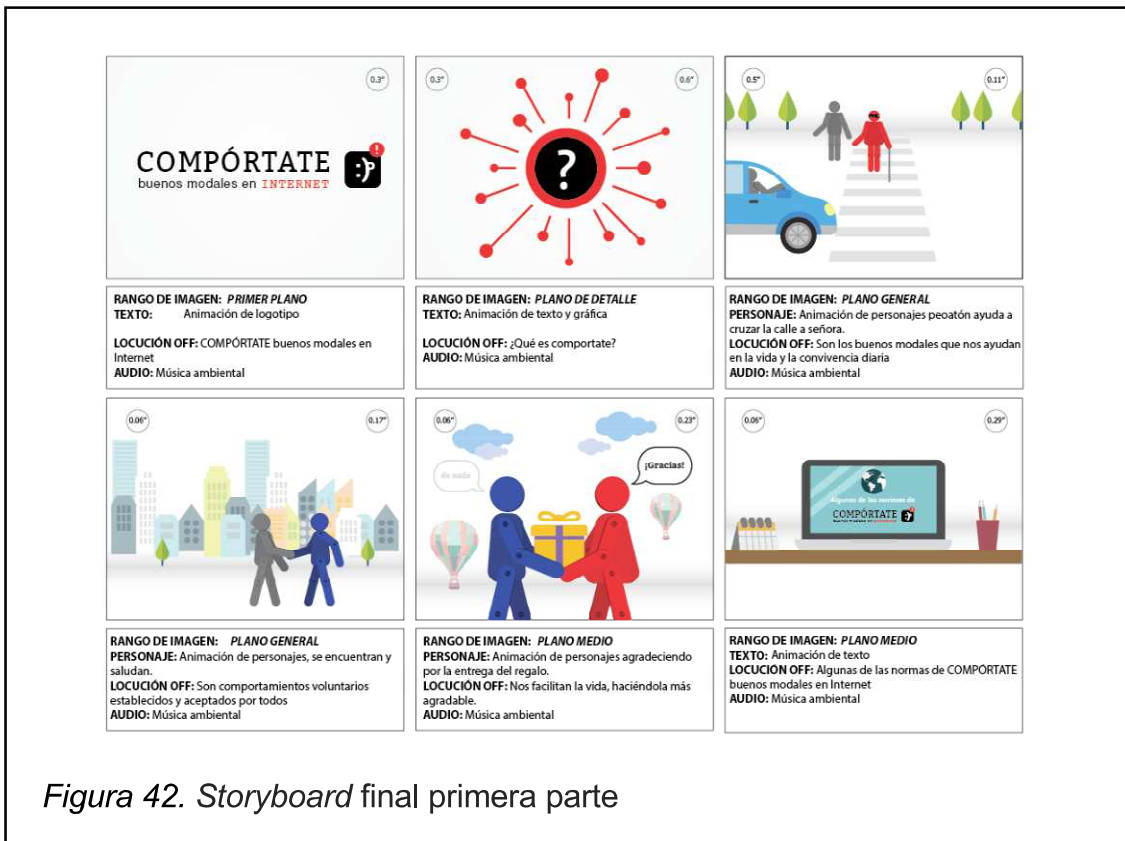 0.3"
COMPÓRTATE
buenos modales en INTERNET
:)
!
RANGO DE IMAGEN: PRIMER PLANO
TEXTO: Animación de logotipo
LOCUCIÓN OFF: COMPÓRTATE buenos modales en
Internet
AUDIO: Música ambiental
0.3"
0.6"
?
RANGO DE IMAGEN: PLANO DE DETALLE
TEXTO: Animación de texto y gráfica
LOCUCIÓN OFF: ¿Qué es comportate?
AUDIO: Música ambiental
0.5"
0.11"
RANGO DE IMAGEN: PLANO GENERAL
PERSONAJE: Animación de personajes peoatón ayuda a
cruzar la calle a señora.
LOCUCIÓN OFF: Son los buenos modales que nos ayudan
en la vida y la convivencia diaria
AUDIO: Música ambiental
0.06"
0.17"
RANGO DE IMAGEN: PLANO GENERAL
PERSONAJE: Animación de personajes, se encuentran y
saludan.
LOCUCIÓN OFF: Son comportamientos voluntarios
establecidos y aceptados por todos
AUDIO: Música ambiental
0.06"
0.23"
de nada
¡Gracias!
RANGO DE IMAGEN: PLANO MEDIO
PERSONAJE: Animación de personajes agradeciendo
por la entrega del regalo.
LOCUCIÓN OFF: Nos facilitan la vida, haciéndola más
agradable.
AUDIO: Música ambiental
0.06"
0.29"
Algunas de las normas de
COMPÓRTATE
buenos modales en INTERNET
RANGO DE IMAGEN: PLANO MEDIO
TEXTO: Animación de texto
LOCUCIÓN OFF: Algunas de las normas de COMPÓRTATE
buenos modales en Internet
AUDIO: Música ambiental
Figura 42. Storyboard final primera parte